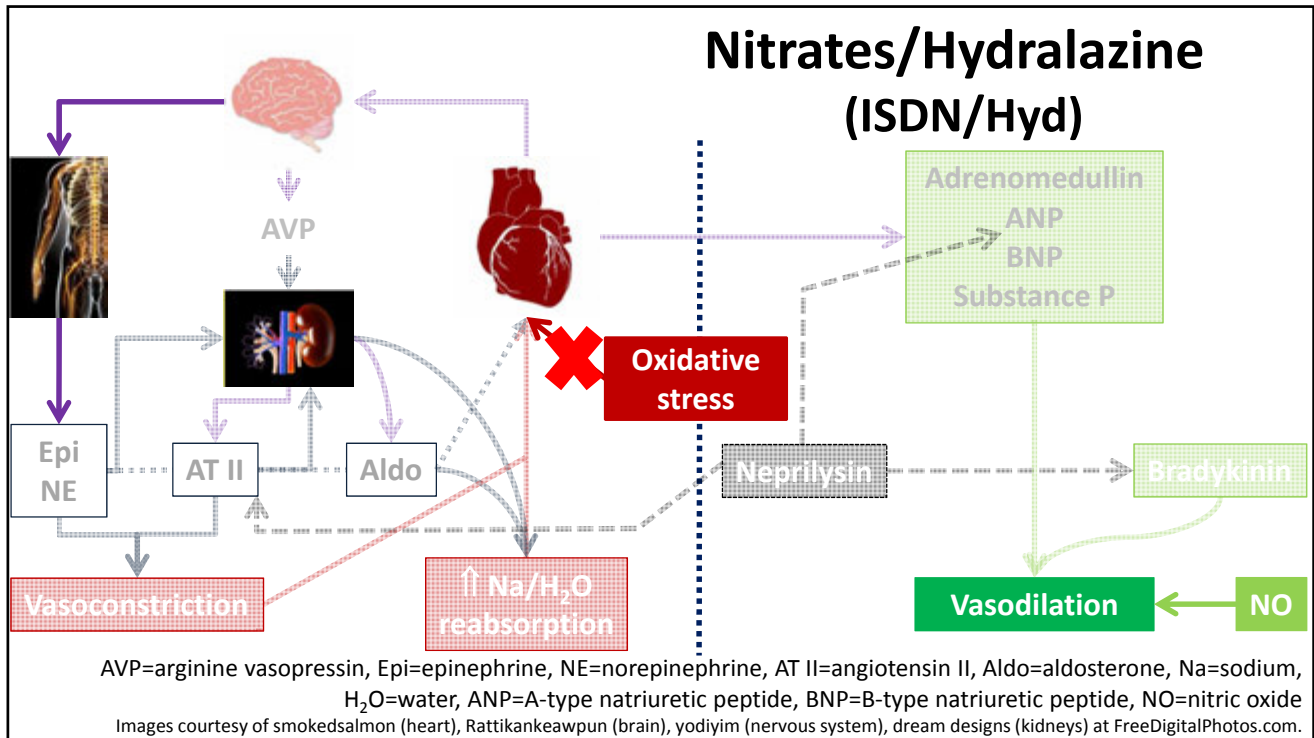 Nitrates/Hydralazine
(ISDN/Hyd)
AVP
Adrenomedullin
ANP
BNP
Substance P
Oxidative
stress
Epi
NE
AT II
Aldo
Neprilysin
Bradykinin
Vasoconstriction
⇑ Na/H₂O
reabsorption
Vasodilation
NO
AVP=arginine vasopressin, Epi=epinephrine, NE=norepinephrine, AT II=angiotensin II, Aldo=aldosterone, Na=sodium,
H₂O=water, ANP=A-type natriuretic peptide, BNP=B-type natriuretic peptide, NO=nitric oxide
Images courtesy of smokedsalmon (heart), Rattikankeawpun (brain), yodiyim (nervous system), dream designs (kidneys) at FreeDigitalPhotos.com.